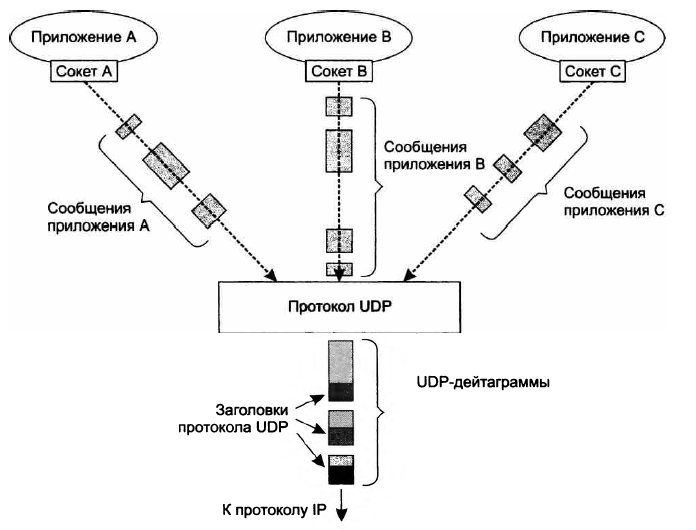 Приложение A
Приложение B
Приложение C
Сокет A
Сокет B
Сокет C
Сообщения
приложения A
Сообщения
приложения B
Сообщения
приложения C
Протокол UDP
UDP-дейтаграммы
Заголовки
протокола UDP
К протоколу IP